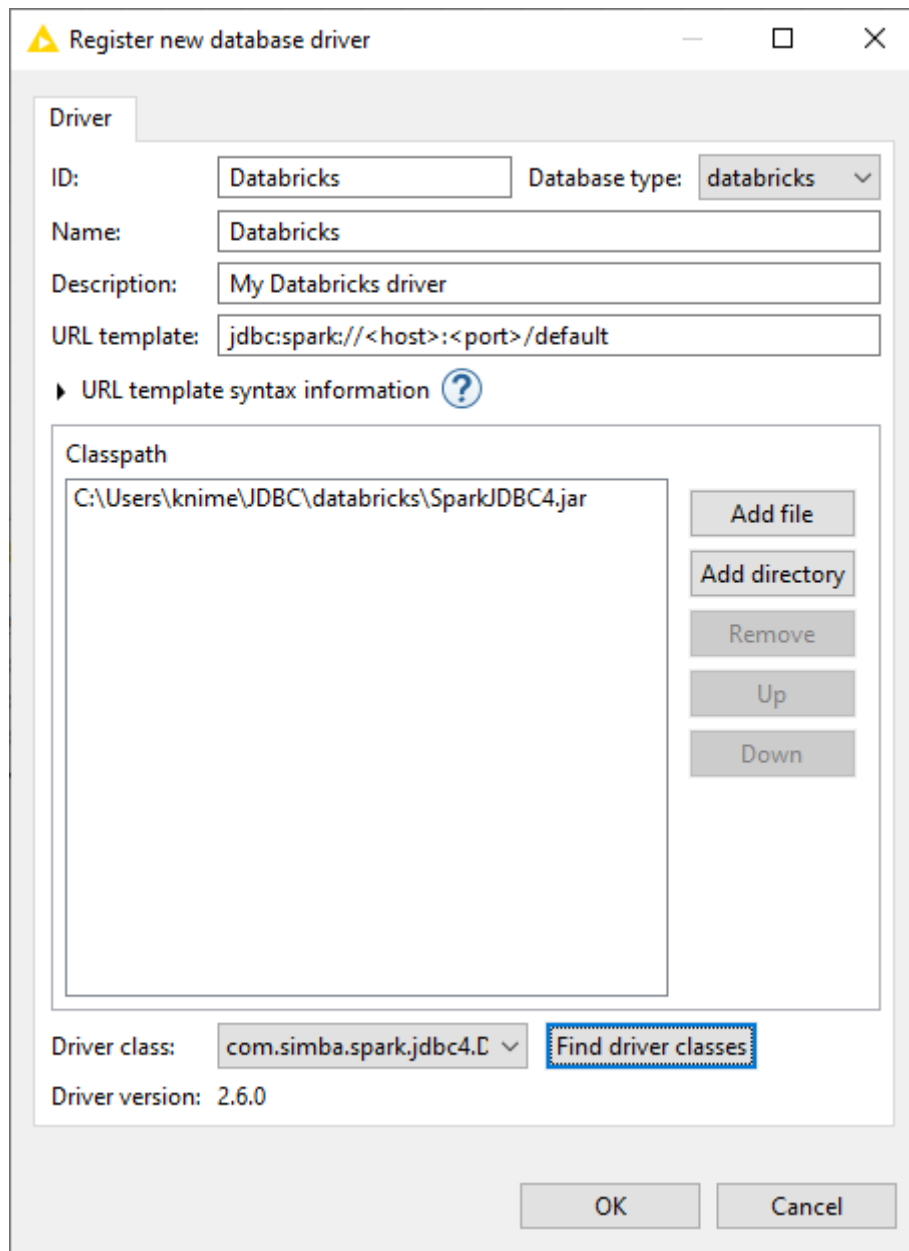 Register new database driver
Driver
ID: Databricks Database type: databricks
Name: Databricks
Description: My Databricks driver
URL template: jdbc:spark://<host>:<port>/default
URL template syntax information ?
Classpath
C:\Users\knime\JDBC\databricks\SparkJDBC4.jar
Add file
Add directory
Remove
Up
Down
Driver class: com.simba.spark.jdbc4.D Find driver classes
Driver version: 2.6.0
OK Cancel